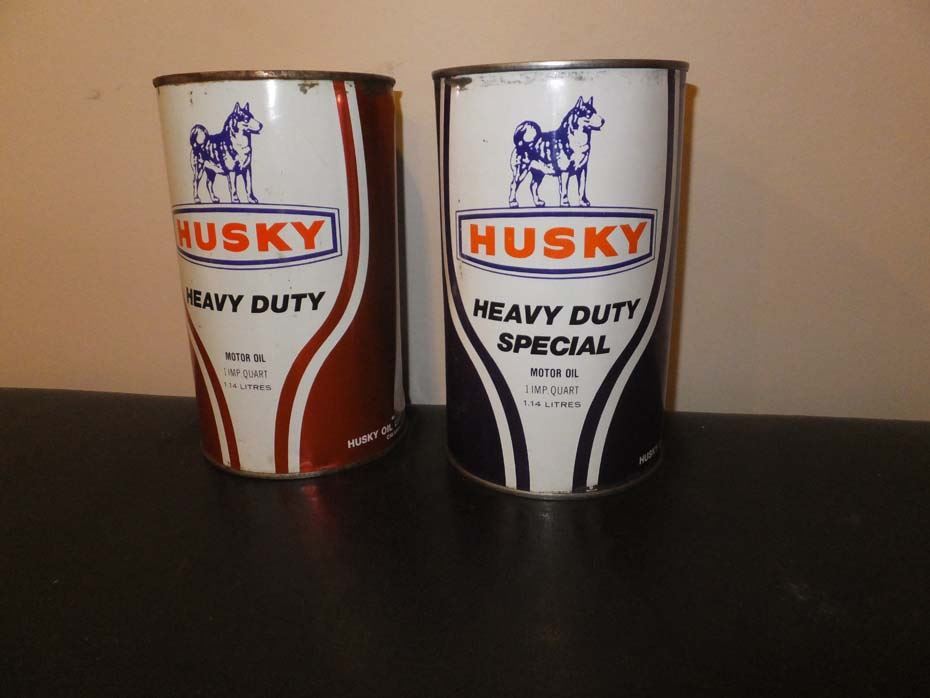 HUSKY
HEAVY DUTY
MOTOR OIL
1 IMP. QUART
1.14 LITRES
HUSKY OIL
HUSKY
HEAVY DUTY
SPECIAL
MOTOR OIL
1 IMP. QUART
1.14 LITRES